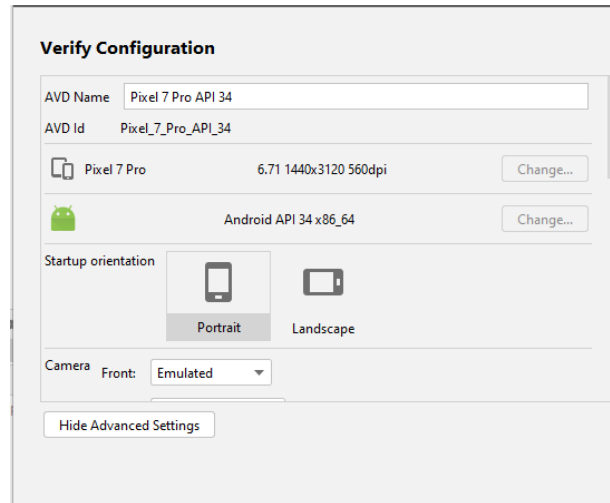 Verify Configuration
AVD Name Pixel 7 Pro API 34
AVD Id Pixel_7_Pro_API_34
Pixel 7 Pro 6.71 1440x3120 560dpi Change...
Android API 34 x86_64 Change...
Startup orientation
Portrait Landscape
Camera Front: Emulated
Hide Advanced Settings